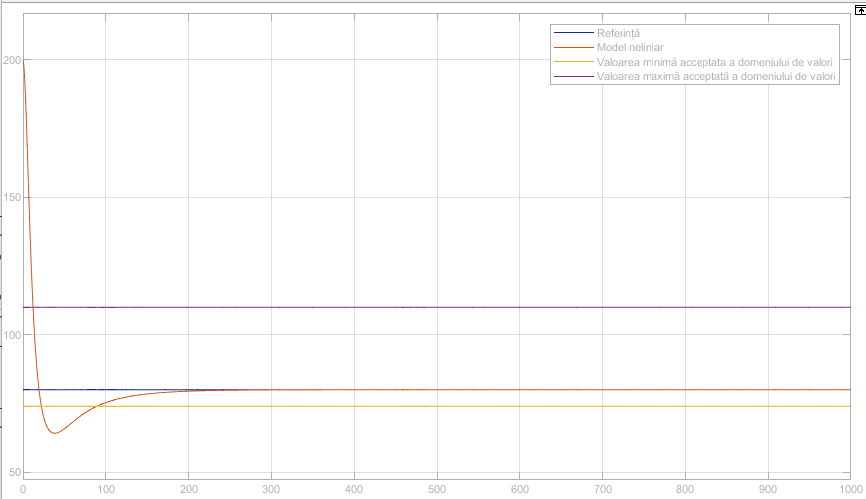 Referință
Model neliniar
Valoarea minimă acceptata a domeniului de valori
Valoarea maximă acceptată a domeniului de valori
200
150
100
50
0 100 200 300 400 500 600 700 800 900 1000